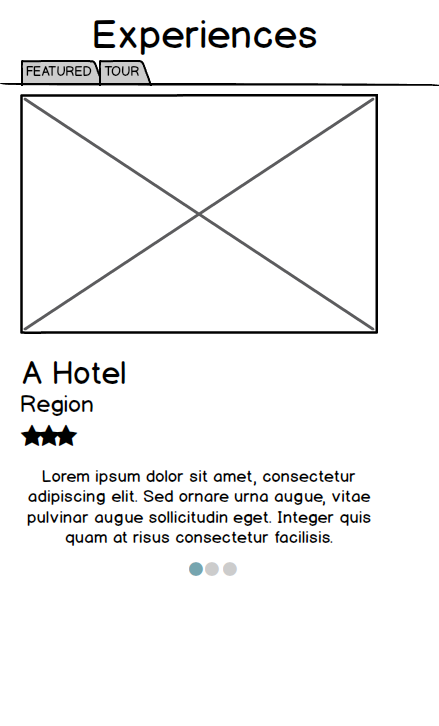 Experiences
FEATURED TOUR
A Hotel
Region
Lorem ipsum dolor sit amet, consectetur
adipiscing elit. Sed ornare urna augue, vitae
pulvinar augue sollicitudin eget. Integer quis
quam at risus consectetur facilisis.